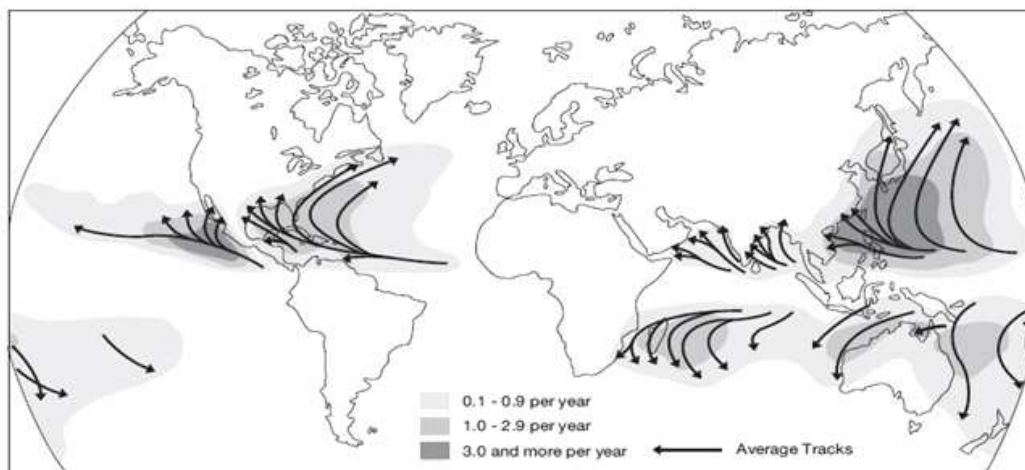 0.1 - 0.9 per year
1.0 - 2.9 per year
3.0 and more per year
Average Tracks